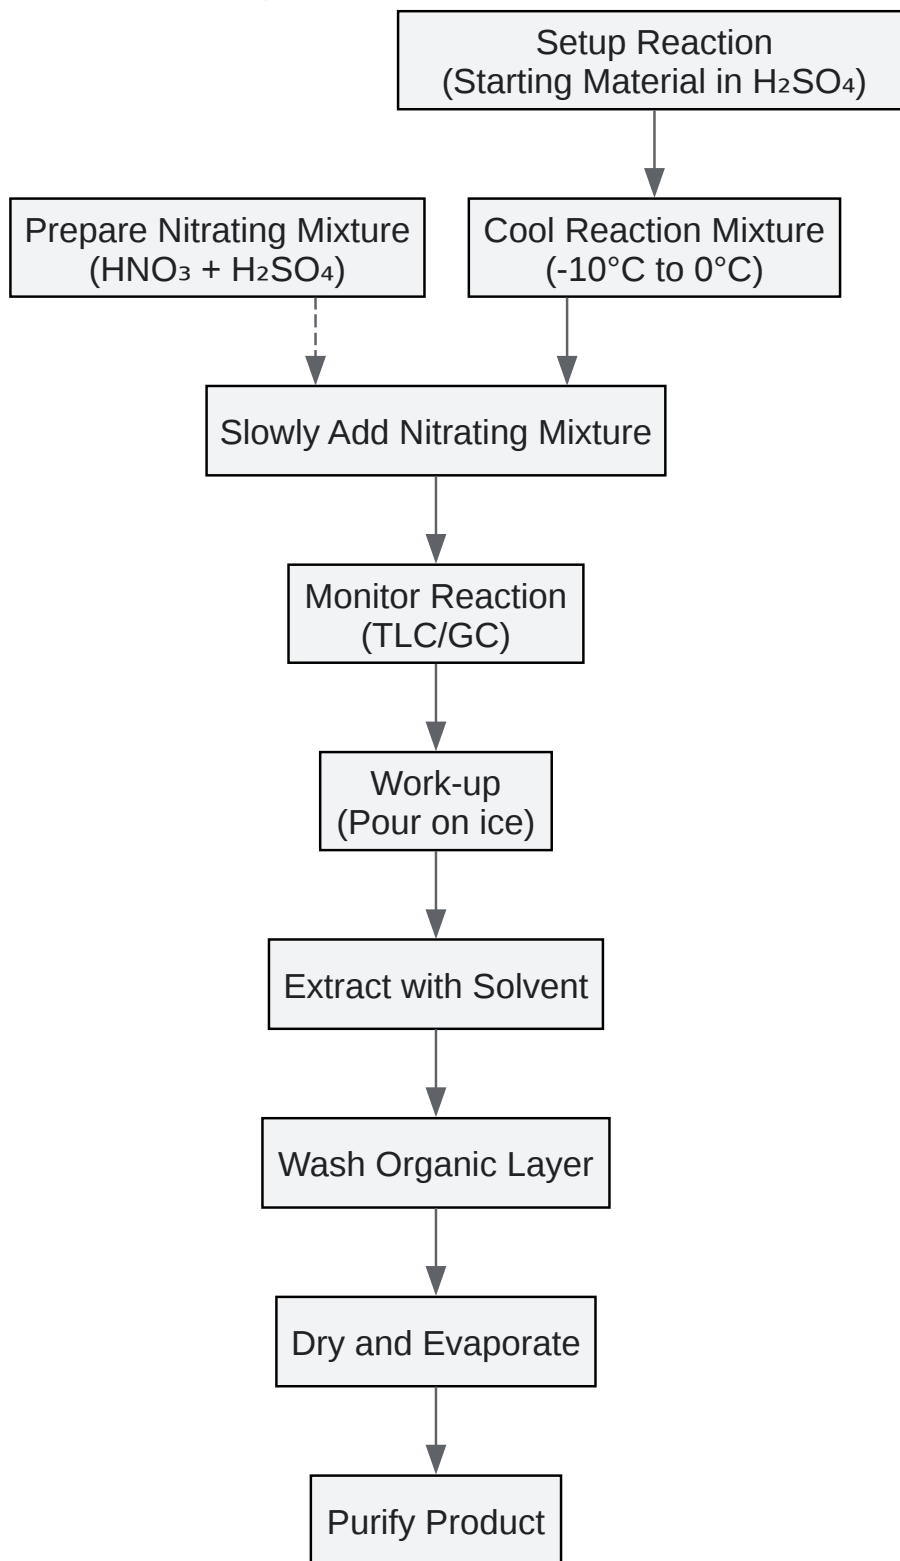 Setup Reaction
(Starting Material in H₂SO₄)
Prepare Nitrating Mixture
(HNO₃ + H₂SO₄)
Cool Reaction Mixture
(-10°C to 0°C)
Slowly Add Nitrating Mixture
Monitor Reaction
(TLC/GC)
Work-up
(Pour on ice)
Extract with Solvent
Wash Organic Layer
Dry and Evaporate
Purify Product